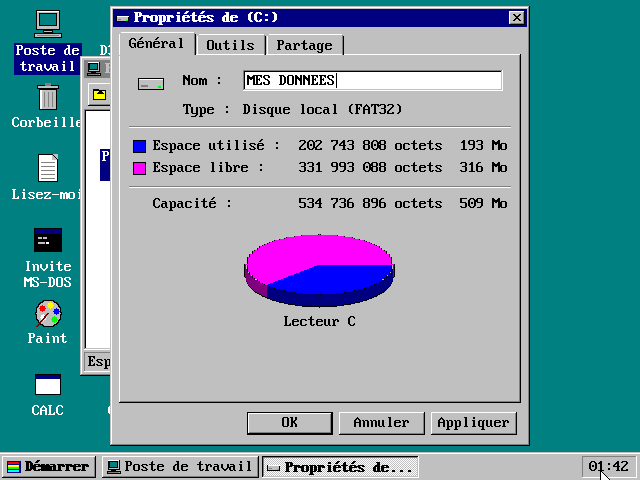 Poste de travail
Corbeille
Lisez-moi
Invite MS-DOS
Paint
CALC
Esp
Propriétés de (C:)
Général Outils Partage
Nom : MES DONNEES
Type : Disque local (FAT32)
Espace utilisé : 202 743 808 octets 193 Mo
Espace libre : 331 993 088 octets 316 Mo
Capacité : 534 736 896 octets 509 Mo
Lecteur C
OK Annuler Appliquer
Démarrer Poste de travail Propriétés de... 01:42